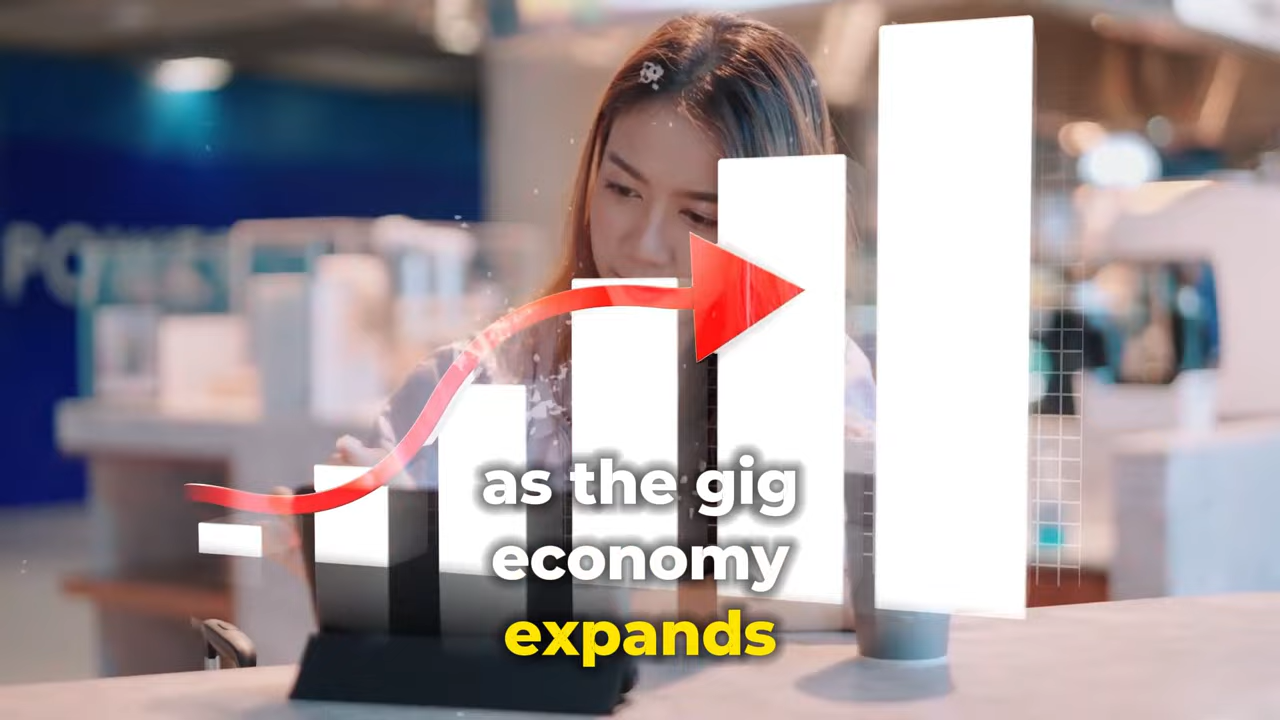 as the gig
economy
expands